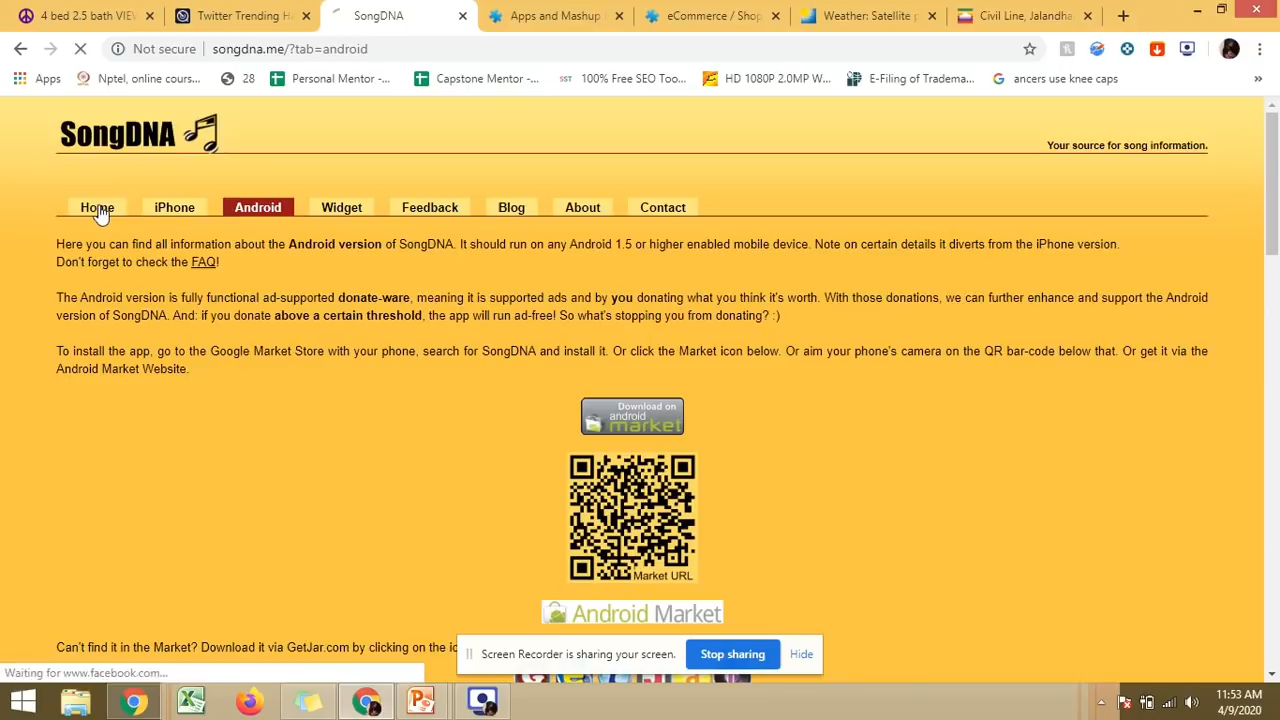 4 bed 2.5 bath VIEV
Twitter Trending Ha
SongDNA
Apps and Mashup
eCommerce / Shop
Weather: Satellite p
Civil Line, Jalandha
Not secure
songdna.me/?tab=android
Apps
Nptel, online cours...
28
Personal Mentor -...
Capstone Mentor -...
SST 100% Free SEO Too...
HD 1080P 2.0MP W...
E-Filing of Tradema...
ancers use knee caps
»
SongDNA
Your source for song information.
Home
iPhone
Android
Widget
Feedback
Blog
About
Contact
Here you can find all information about the Android version of SongDNA. It should run on any Android 1.5 or higher enabled mobile device. Note on certain details it diverts from the iPhone version.
Don't forget to check the FAQ!
The Android version is fully functional ad-supported donate-ware, meaning it is supported ads and by you donating what you think it's worth. With those donations, we can further enhance and support the Android
version of SongDNA. And: if you donate above a certain threshold, the app will run ad-free! So what's stopping you from donating? :)
To install the app, go to the Google Market Store with your phone, search for SongDNA and install it. Or click the Market icon below. Or aim your phone's camera on the QR bar-code below that. Or get it via the
Android Market Website.
Download on
android
market
Market URL
Android Market
Can't find it in the Market? Download it via GetJar.com by clicking on the ic
Screen Recorder is sharing your screen.
Stop sharing
Hide
Waiting for www.facebook.com...
11:53 AM
4/9/2020